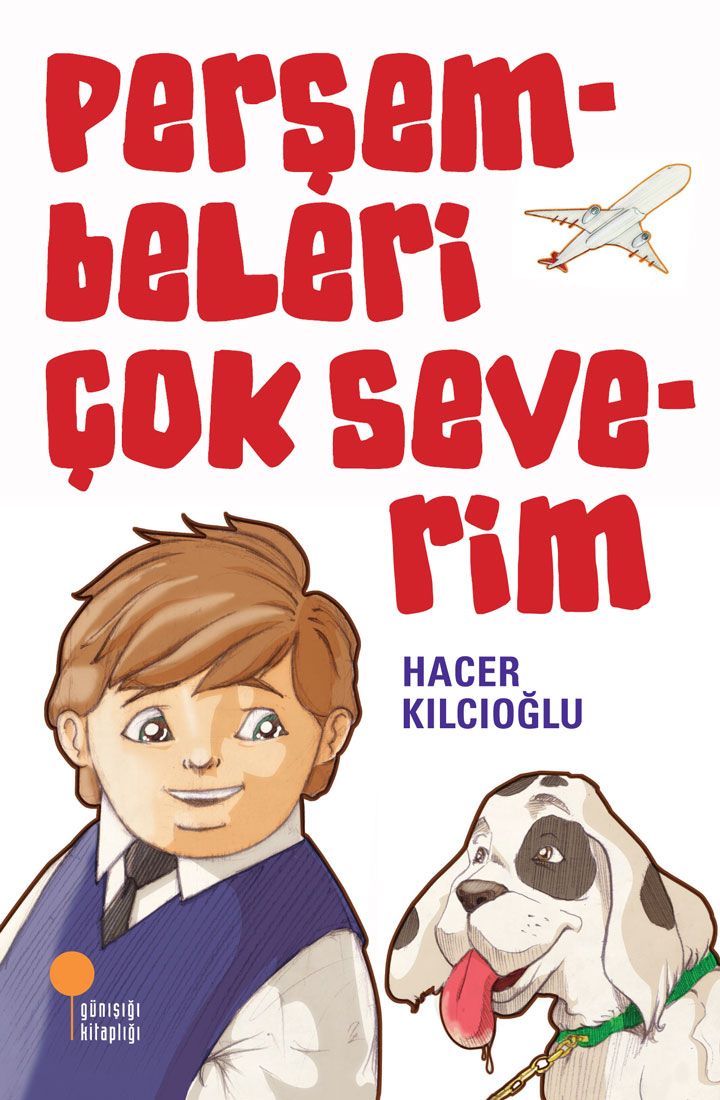 Perşem-
beleri
çok seve-
rim
HACER
KILCIOĞLU
günışığı
kitaplığı